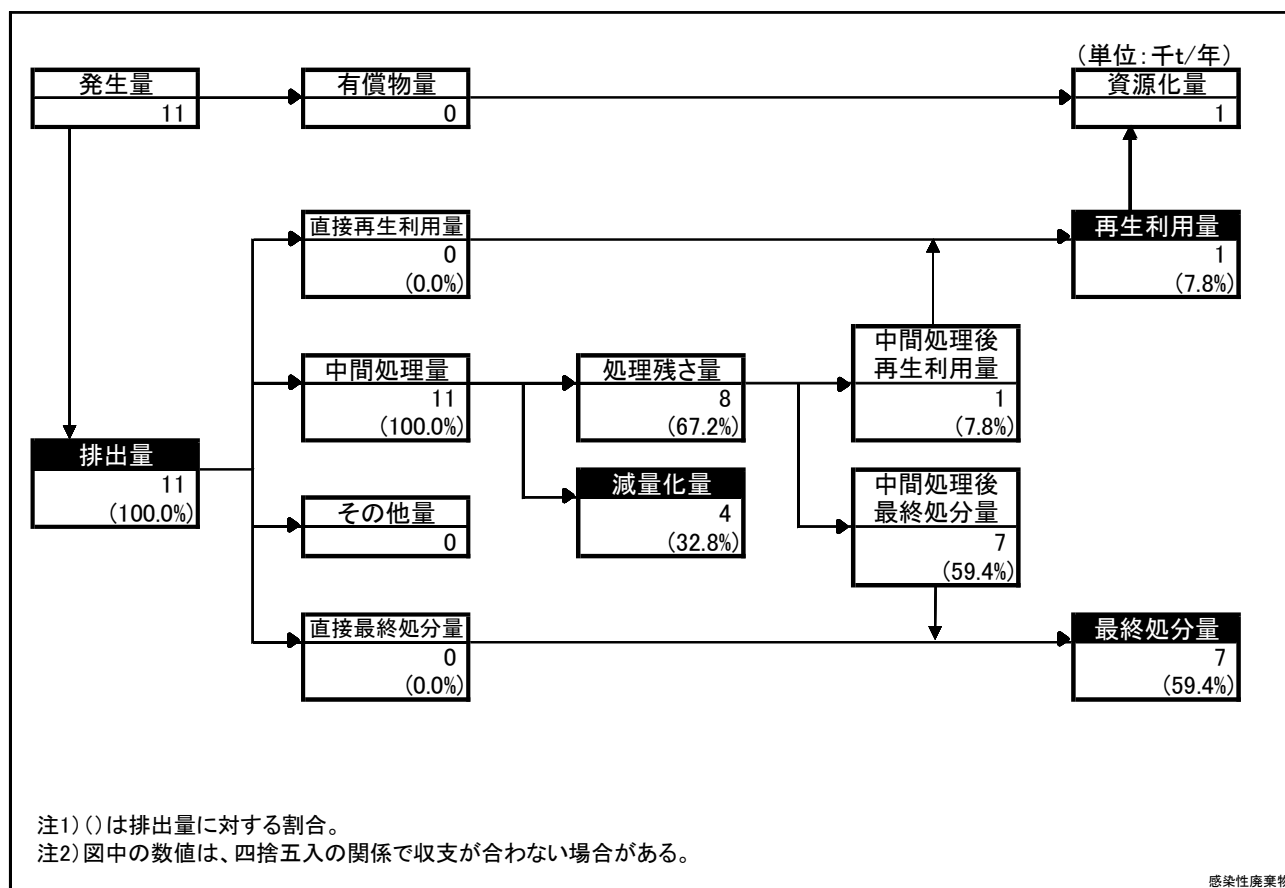 (単位:千t/年)
発生量
11
有償物量
0
資源化量
1
直接再生利用量
0
(0.0%)
再生利用量
1
(7.8%)
中間処理量
11
(100.0%)
処理残さ量
8
(67.2%)
中間処理後
再生利用量
1
(7.8%)
排出量
11
(100.0%)
減量化量
4
(32.8%)
中間処理後
最終処分量
7
(59.4%)
その他量
0
直接最終処分量
0
(0.0%)
最終処分量
7
(59.4%)
注1)()は排出量に対する割合。
注2)図中の数値は、四捨五入の関係で収支が合わない場合がある。
感染性廃棄物